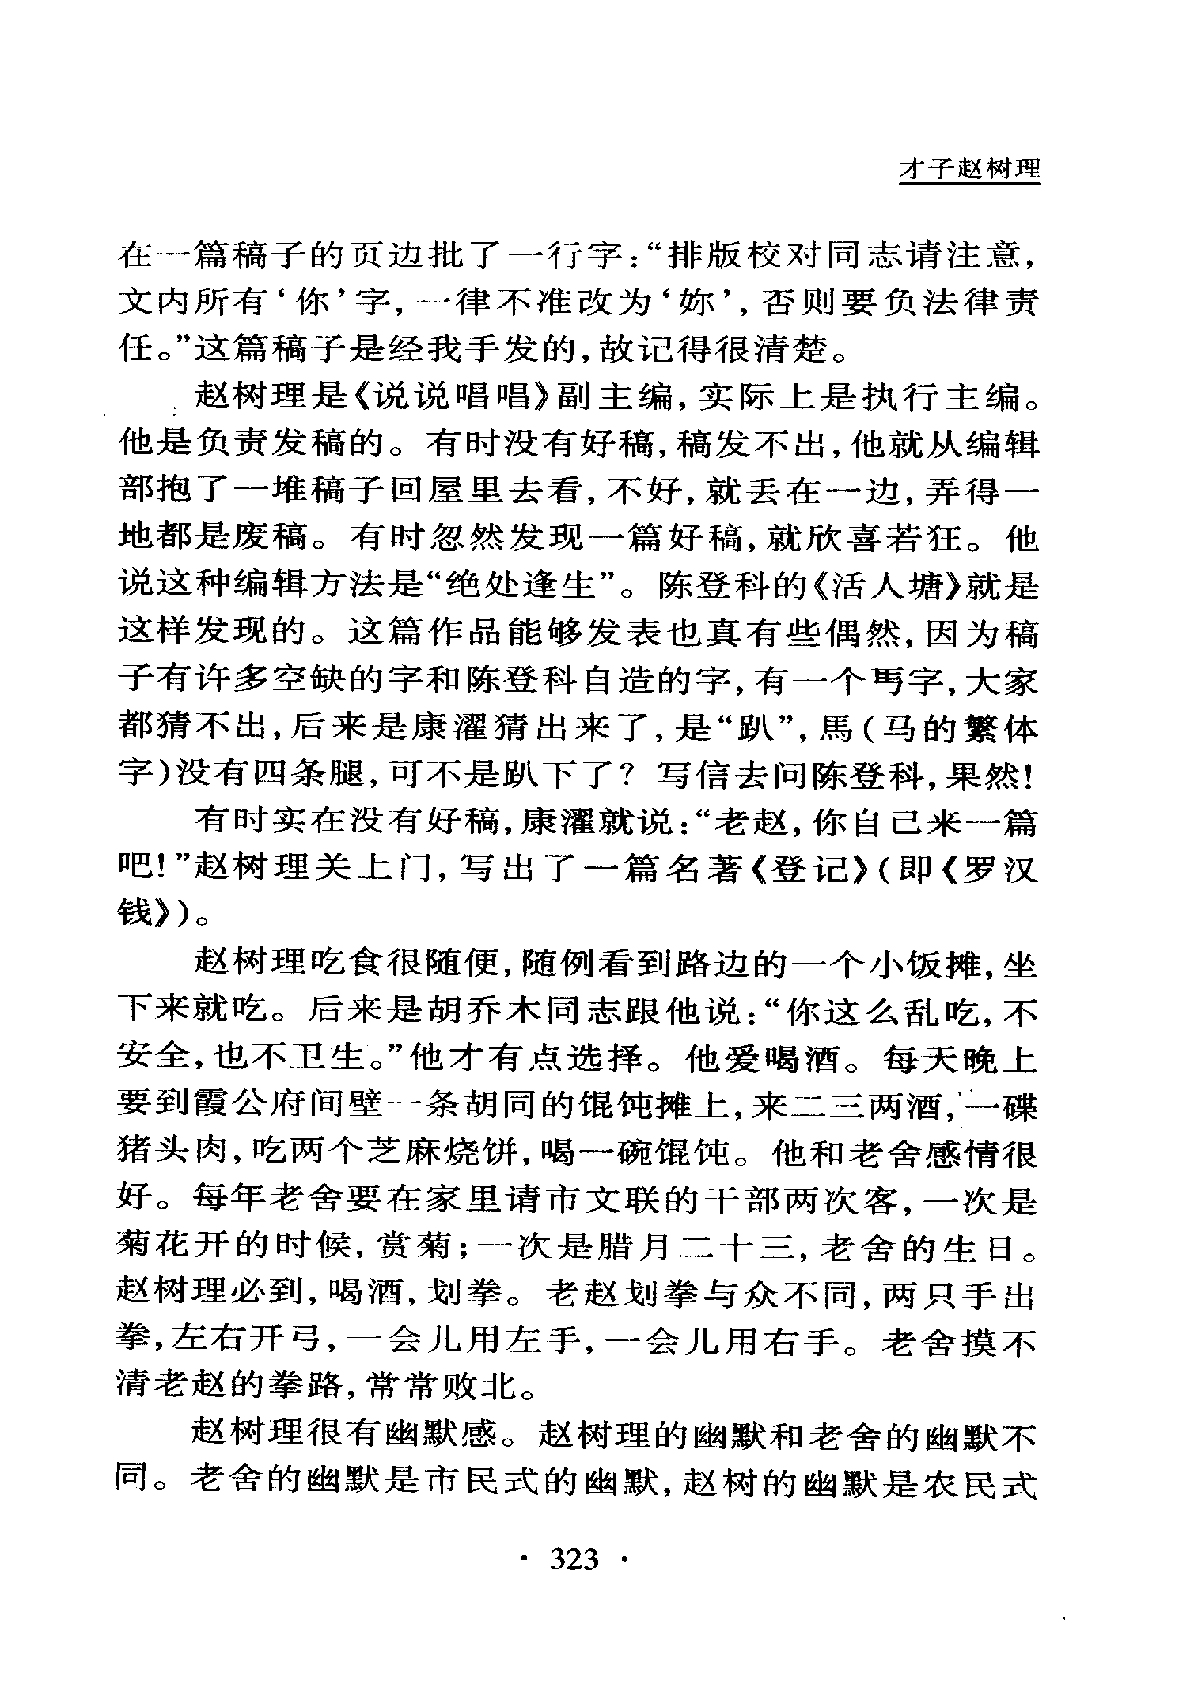 才子赵树理
在一篇稿子的页边批了一行字：“排版校对同志请注意，
文内所有‘你’字，一律不准改为‘妳’，否则要负法律责
任。”这篇稿子是经我手发的，故记得很清楚。
赵树理是《说说唱唱》副主编，实际上是执行主编。
他是负责发稿的。有时没有好稿，稿发不出，他就从编辑
部抱了一堆稿子回屋里去看，不好，就丢在一边，弄得一
地都是废稿。有时忽然发现一篇好稿，就欣喜若狂。他
说这种编辑方法是“绝处逢生”。陈登科的《活人塘》就是
这样发现的。这篇作品能够发表也真有些偶然，因为稿
子有许多空缺的字和陈登科自造的字，有一个㐄字，大家
都猜不出，后来是康濯猜出来了，是“趴”，馬（马的繁体
字）没有四条腿，可不是趴下了？写信去问陈登科，果然！
有时实在没有好稿，康濯就说：“老赵，你自己来一篇
吧！”赵树理关上门，写出了一篇名著《登记》（即《罗汉
钱》）。
赵树理吃食很随便，随例看到路边的一个小饭摊，坐
下来就吃。后来是胡乔木同志跟他说：“你这么乱吃，不
安全，也不卫生。”他才有点选择。他爱喝酒。每天晚上
要到霞公府间壁一条胡同的馄饨摊上，来二三两酒，一碟
猪头肉，吃两个芝麻烧饼，喝一碗馄饨。他和老舍感情很
好。每年老舍要在家里请市文联的干部两次客，一次是
菊花开的时候，赏菊；一次是腊月二十三，老舍的生日。
赵树理必到，喝酒，划拳。老赵划拳与众不同，两只手出
拳，左右开弓，一会儿用左手，一会儿用右手。老舍摸不
清老赵的拳路，常常败北。
赵树理很有幽默感。赵树理的幽默和老舍的幽默不
同。老舍的幽默是市民式的幽默，赵树的幽默是农民式
· 323 ·